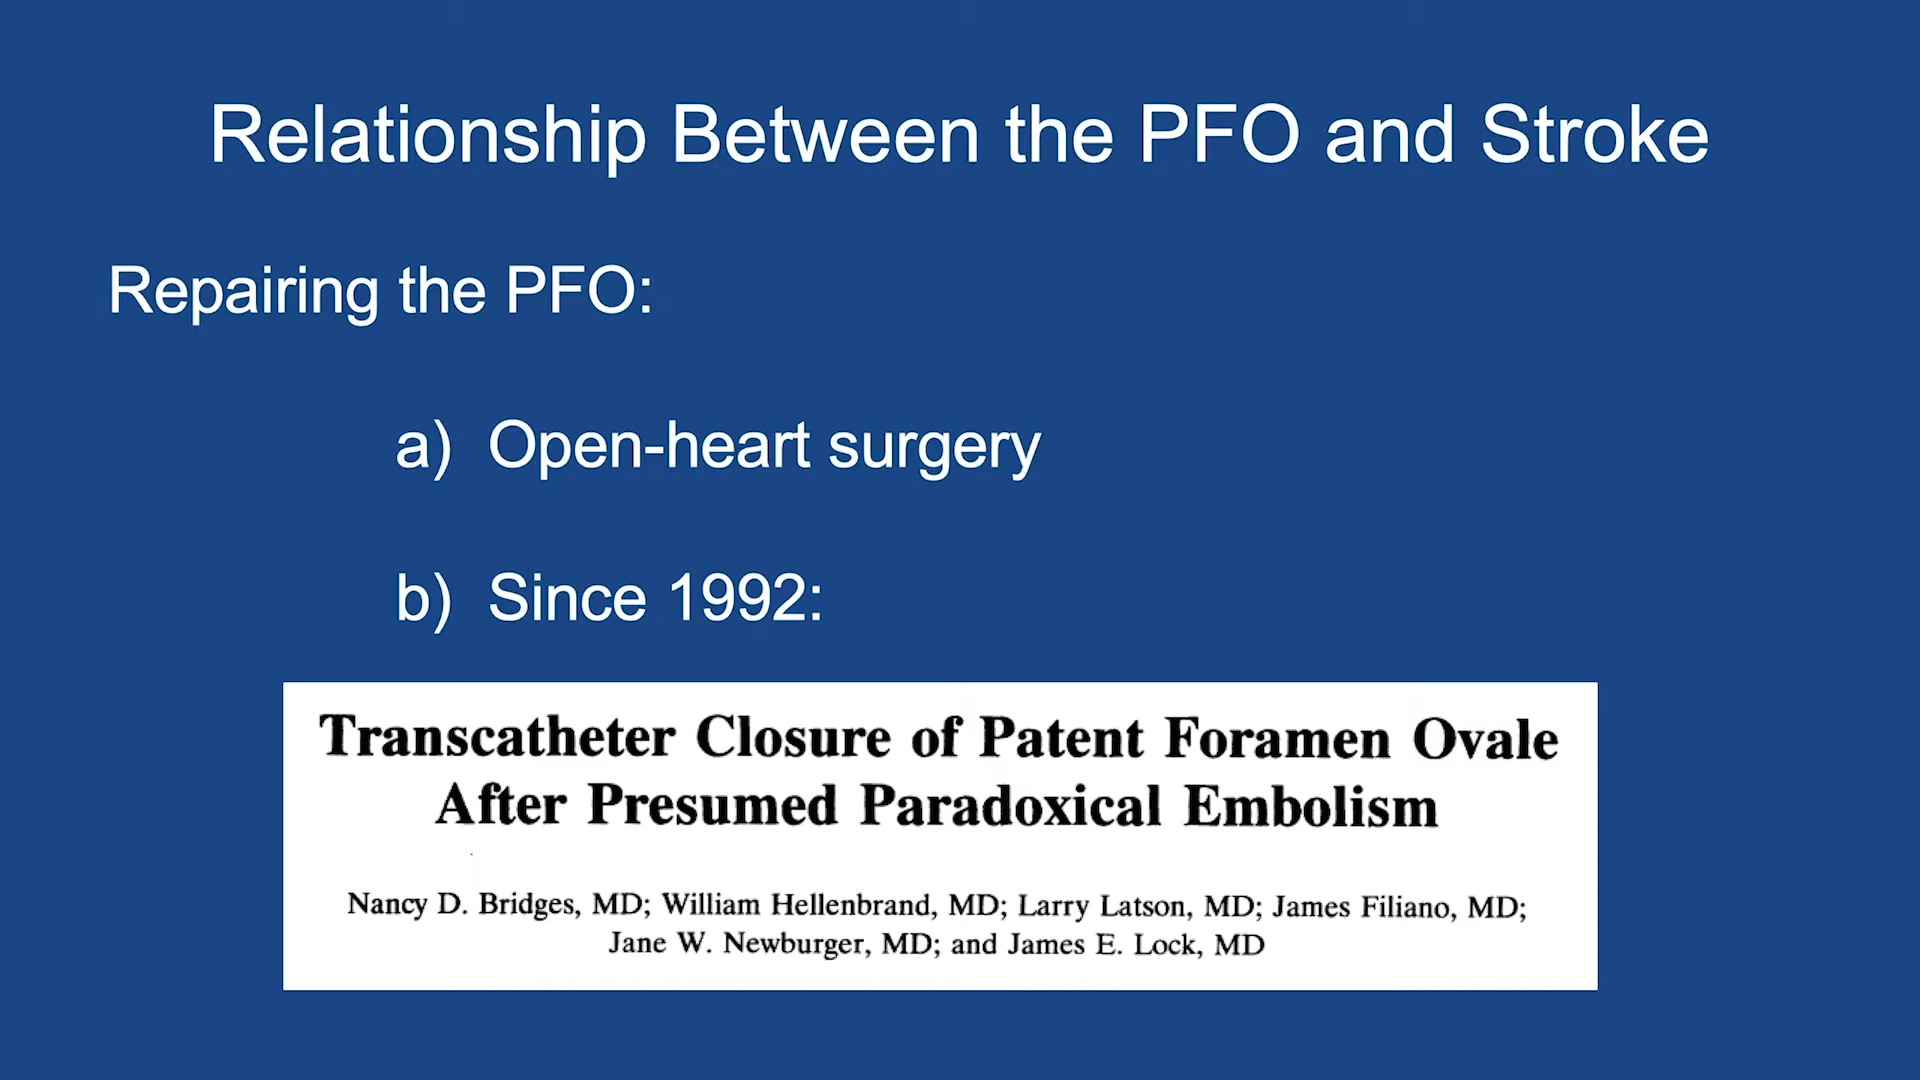 Relationship Between the PFO and Stroke
Repairing the PFO:
a) Open-heart surgery
b) Since 1992:
Transcatheter Closure of Patent Foramen Ovale
After Presumed Paradoxical Embolism
Nancy D. Bridges, MD; William Hellenbrand, MD; Larry Latson, MD; James Filiano, MD;
Jane W. Newburger, MD; and James E. Lock, MD